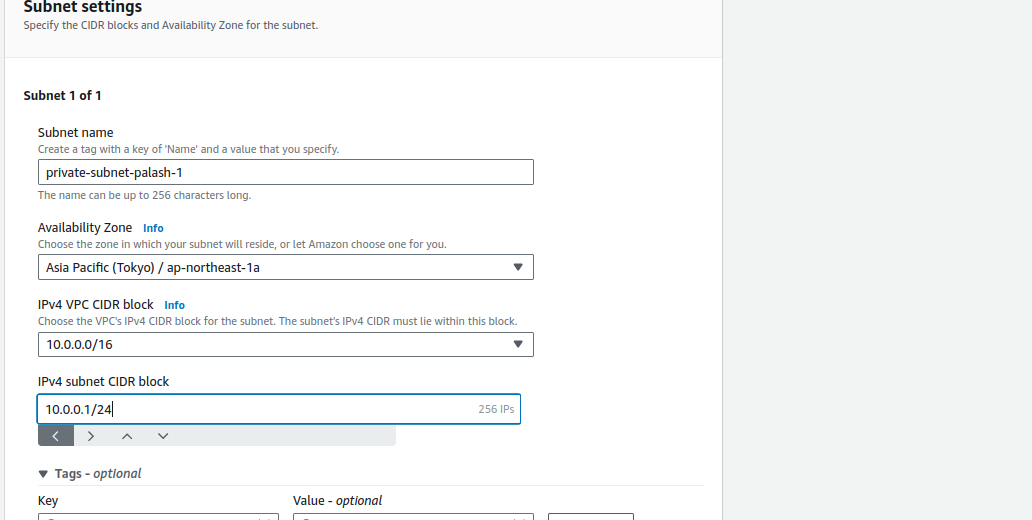 Subnet settings
Specify the CIDR blocks and Availability Zone for the subnet.
Subnet 1 of 1
Subnet name
Create a tag with a key of 'Name' and a value that you specify.
private-subnet-palash-1
The name can be up to 256 characters long.
Availability Zone Info
Choose the zone in which your subnet will reside, or let Amazon choose one for you.
Asia Pacific (Tokyo) / ap-northeast-1a
IPv4 VPC CIDR block Info
Choose the VPC's IPv4 CIDR block for the subnet. The subnet's IPv4 CIDR must lie within this block.
10.0.0.0/16
IPv4 subnet CIDR block
10.0.0.1/24 256 IPs
Tags - optional
Key Value - optional